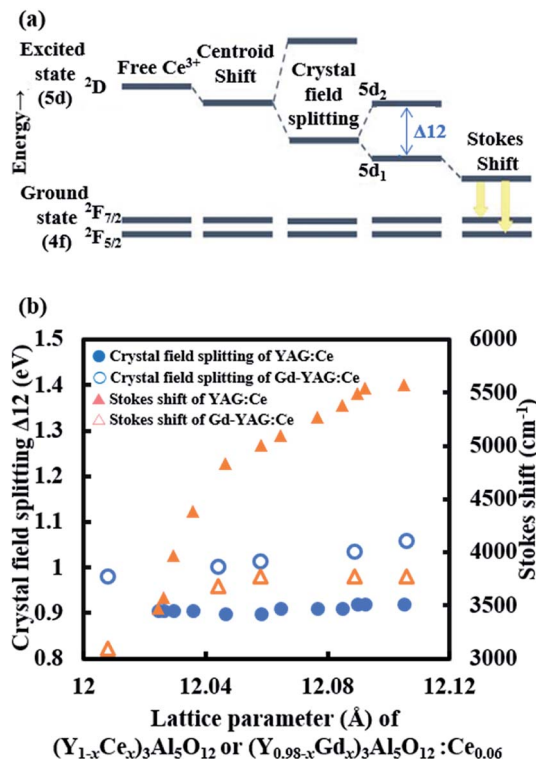 (a)
Excited
state
(5d)
²D
Energy→
Free Ce³⁺
Centroid
Shift
Crystal
field
splitting
5d₂
Δ12
5d₁
Stokes
Shift
Ground
state
(4f)
²F₇/₂
²F₅/₂
(b)
Crystal field splitting Δ12 (eV)
1.5
1.4
1.3
1.2
1.1
1
0.9
0.8
Crystal field splitting of YAG:Ce
Crystal field splitting of Gd-YAG:Ce
Stokes shift of YAG:Ce
Stokes shift of Gd-YAG:Ce
6000
5500
5000
4500
4000
3500
3000
Stokes shift (cm⁻¹)
12 12.04 12.08 12.12
Lattice parameter (Å) of
(Y₁₋ₓCeₓ)₃Al₅O₁₂ or (Y₀.₉₈₋ₓGdₓ)₃Al₅O₁₂ :Ce₀.₀₆